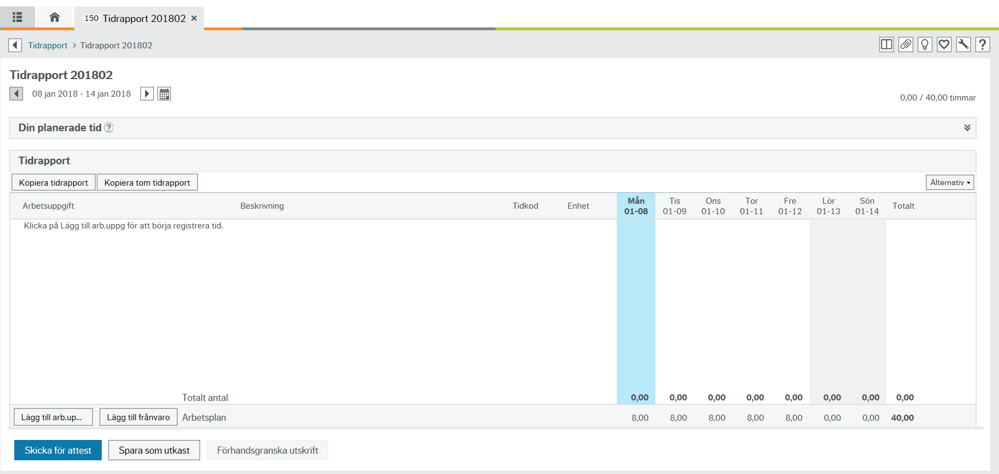 150 Tidrapport 201802 ×
Tidrapport > Tidrapport 201802
Tidrapport 201802
08 jan 2018 - 14 jan 2018
0,00 / 40,00 timmar
Din planerade tid ?
Tidrapport
Kopiera tidrapport Kopiera tom tidrapport Alternativ
Arbetsuppgift Beskrivning Tidkod Enhet Mån 01-08 Tis 01-09 Ons 01-10 Tor 01-11 Fre 01-12 Lör 01-13 Sön 01-14 Totalt
Klicka på Lägg till arb.uppg för att börja registrera tid.
Totalt antal 0,00 0,00 0,00 0,00 0,00 0,00 0,00 0,00
Lägg till arb.up... Lägg till frånvaro Arbetsplan 8,00 8,00 8,00 8,00 8,00 0,00 0,00 40,00
Skicka för attest Spara som utkast Förhandsgranska utskrift